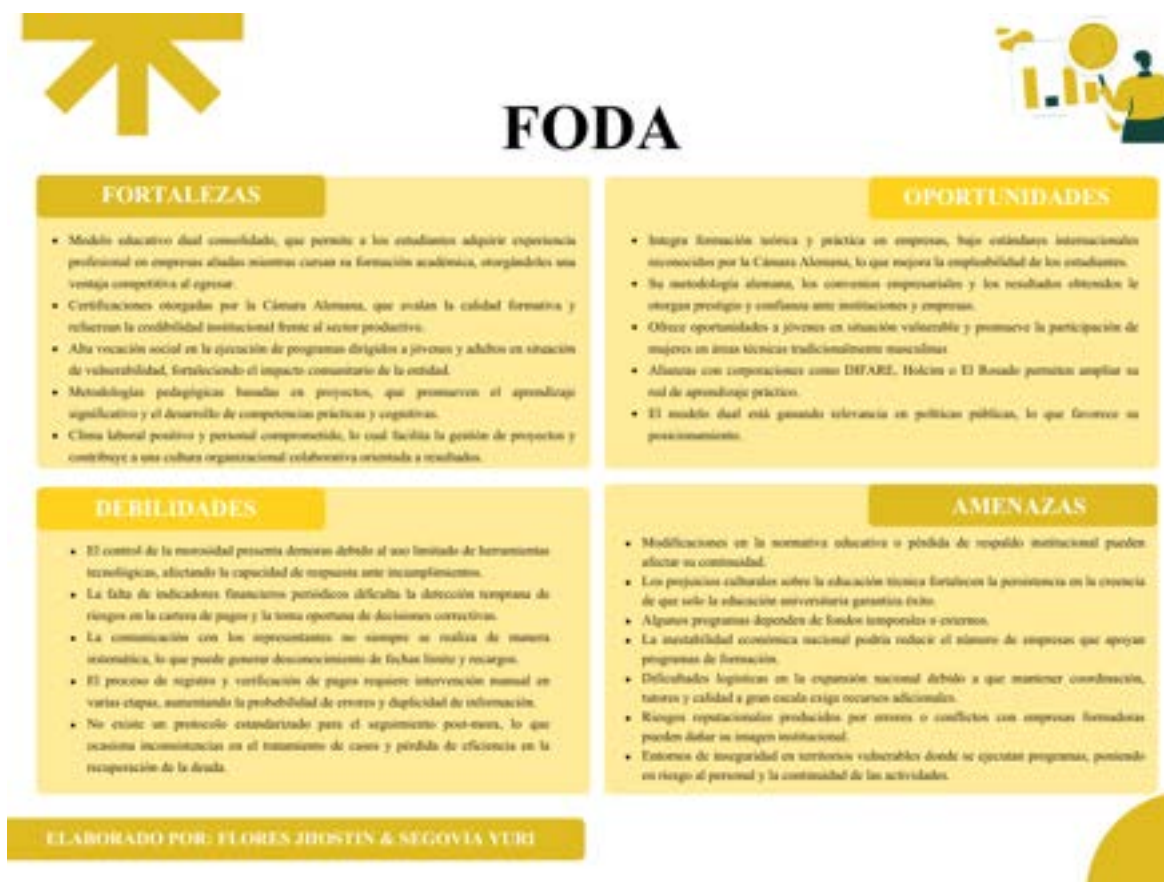 FODA
FORTALEZAS
• Modelo educativo dual consolidado, que permite a los estudiantes adquirir experiencia
profesional en empresas aliadas mientras cursan su formación académica, otorgándoles una
ventaja competitiva al egresar.
• Certificaciones otorgadas por la Cámara Alemana, que avalan la calidad formativa y
refuerzan la credibilidad institucional frente al sector productivo.
• Alta vocación social en la ejecución de programas dirigidos a jóvenes y adultos en situación
de vulnerabilidad, fortaleciendo el impacto comunitario de la entidad.
• Metodologías pedagógicas basadas en proyectos, que promueven el aprendizaje
significativo y el desarrollo de competencias prácticas y cognitivas.
• Clima laboral positivo y personal comprometido, lo cual facilita la gestión de proyectos y
contribuye a una cultura organizacional colaborativa orientada a resultados.
OPORTUNIDADES
• Integra formación teórica y práctica en empresas, bajo estándares internacionales
reconocidos por la Cámara Alemana, lo que mejora la empleabilidad de los estudiantes.
• Su metodología alemana, los convenios empresariales y los resultados obtenidos le
otorgan prestigio y confianza ante instituciones y empresas.
• Ofrece oportunidades a jóvenes en situación vulnerable y promueve la participación de
mujeres en áreas técnicas tradicionalmente masculinas
• Alianzas con corporaciones como DIFARE, Holcim o El Rosado permiten ampliar su
red de aprendizaje práctico.
• El modelo dual está ganando relevancia en políticas públicas, lo que favorece su
posicionamiento.
DEBILIDADES
• El control de la morosidad presenta demoras debido al uso limitado de herramientas
tecnológicas, afectando la capacidad de respuesta ante incumplimientos.
• La falta de indicadores financieros periódicos dificulta la detección temprana de
riesgos en la cartera de pagos y la toma oportuna de decisiones correctivas.
• La comunicación con los representantes no siempre se realiza de manera
sistemática, lo que puede generar desconocimiento de fechas límite y recargos.
• El proceso de registro y verificación de pagos requiere intervención manual en
varias etapas, aumentando la probabilidad de errores y duplicidad de información.
• No existe un protocolo estandarizado para el seguimiento post-mora, lo que
ocasiona inconsistencias en el tratamiento de casos y pérdida de eficiencia en la
recuperación de la deuda.
AMENAZAS
• Modificaciones en la normativa educativa o pérdida de respaldo institucional pueden
afectar su continuidad.
• Los prejuicios culturales sobre la educación técnica fortalecen la persistencia en la creencia
de que solo la educación universitaria garantiza éxito.
• Algunos programas dependen de fondos temporales o externos.
• La inestabilidad económica nacional podría reducir el número de empresas que apoyan
programas de formación.
• Dificultades logísticas en la expansión nacional debido a que mantener coordinación,
tutores y calidad a gran escala exige recursos adicionales.
• Riesgos reputacionales producidos por errores o conflictos con empresas formadoras
pueden dañar su imagen institucional.
• Entornos de inseguridad en territorios vulnerables donde se ejecutan programas, poniendo
en riesgo al personal y la continuidad de las actividades.
ELABORADO POR: FLORES JHOSTIN & SEGOVIA YURI